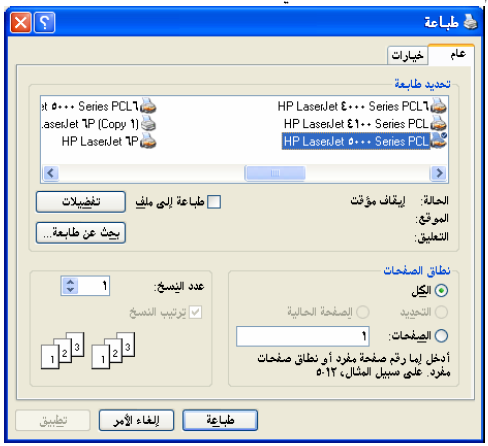 طباعة
عام
خيارات
تحديد طابعة
HP LaserJet ٤٠٠٠ Series PCL٦
HP LaserJet ٤١٠٠ Series PCL
HP LaserJet ٥٠٠٠ Series PCL
٥٠٠٠ Series PCL٦
LaserJet ٦P (Copy ١)
HP LaserJet ٦P
الحالة: إيقاف مؤقت
الموقع:
التعليق:
طباعة إلى ملف
تفضيلات
بحث عن طابعة...
نطاق الصفحات
الكل
التحديد
الصفحة الحالية
الصفحات: ١
أدخل إما رقم صفحة مفرد أو نطاق صفحات
مفرد. على سبيل المثال، ١٢-٥
عدد النسخ: ١
ترتيب النسخ
1 2 3 1 2 3
طباعة
إلغاء الأمر
تطبيق